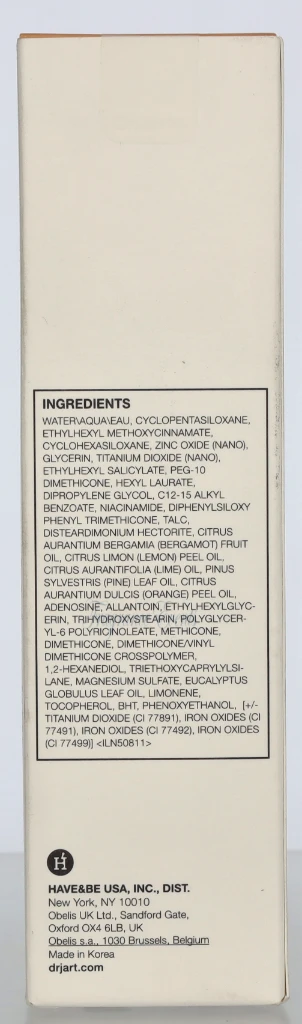 INGREDIENTS
WATER\AQUA\EAU, CYCLOPENTASILOXANE,
ETHYLHEXYL METHOXYCINNAMATE,
CYCLOHEXASILOXANE, ZINC OXIDE (NANO),
GLYCERIN, TITANIUM DIOXIDE (NANO),
ETHYLHEXYL SALICYLATE, PEG-10
DIMETHICONE, HEXYL LAURATE,
DIPROPYLENE GLYCOL, C12-15 ALKYL
BENZOATE, NIACINAMIDE, DIPHENYLSILOXY
PHENYL TRIMETHICONE, TALC,
DISTEARDIMONIUM HECTORITE, CITRUS
AURANTIUM BERGAMIA (BERGAMOT) FRUIT
OIL, CITRUS LIMON (LEMON) PEEL OIL,
CITRUS AURANTIFOLIA (LIME) OIL, PINUS
SYLVESTRIS (PINE) LEAF OIL, CITRUS
AURANTIUM DULCIS (ORANGE) PEEL OIL,
ADENOSINE, ALLANTOIN, ETHYLHEXYLGLYC-
ERIN, TRIHYDROXYSTEARIN, POLYGLYCER-
YL-6 POLYRICINOLEATE, METHICONE,
DIMETHICONE, DIMETHICONE/VINYL
DIMETHICONE CROSSPOLYMER,
1,2-HEXANEDIOL, TRIETHOXYCAPRYLYLSI-
LANE, MAGNESIUM SULFATE, EUCALYPTUS
GLOBULUS LEAF OIL, LIMONENE,
TOCOPHEROL, BHT, PHENOXYETHANOL, [+/-
TITANIUM DIOXIDE (CI 77891), IRON OXIDES (CI
77491), IRON OXIDES (CI 77492), IRON OXIDES
(CI 77499)] <ILN50811>
H
HAVE&BE USA, INC., DIST.
New York, NY 10010
Obelis UK Ltd., Sandford Gate,
Oxford OX4 6LB, UK
Obelis s.a., 1030 Brussels, Belgium
Made in Korea
drjart.com